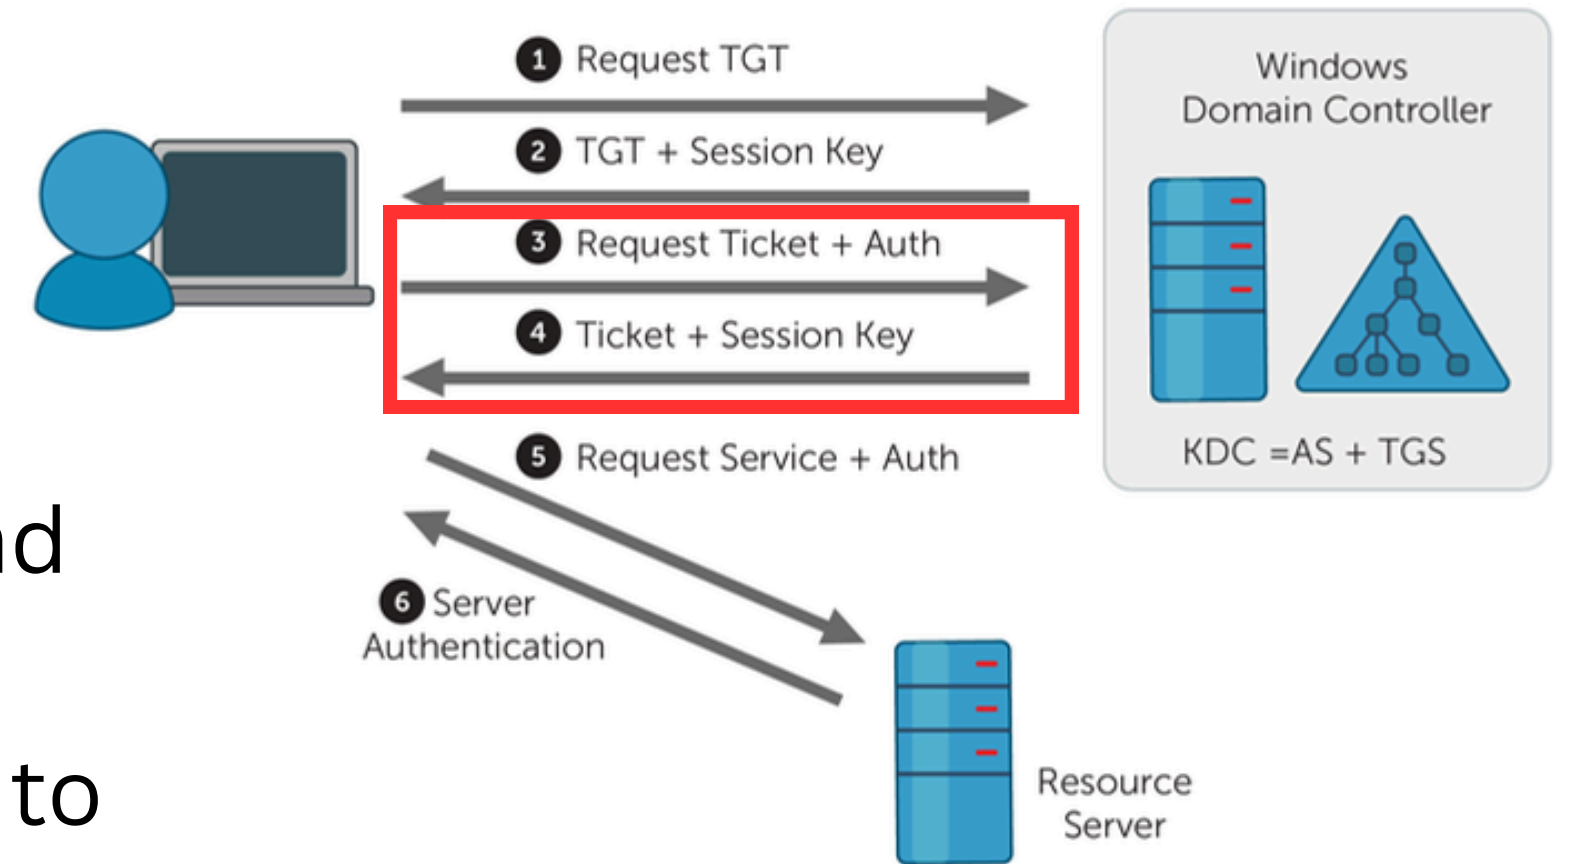 1 Request TGT
2 TGT + Session Key
3 Request Ticket + Auth
4 Ticket + Session Key
5 Request Service + Auth
6 Server
Authentication
Windows
Domain Controller
KDC =AS + TGS
Resource
Server
to